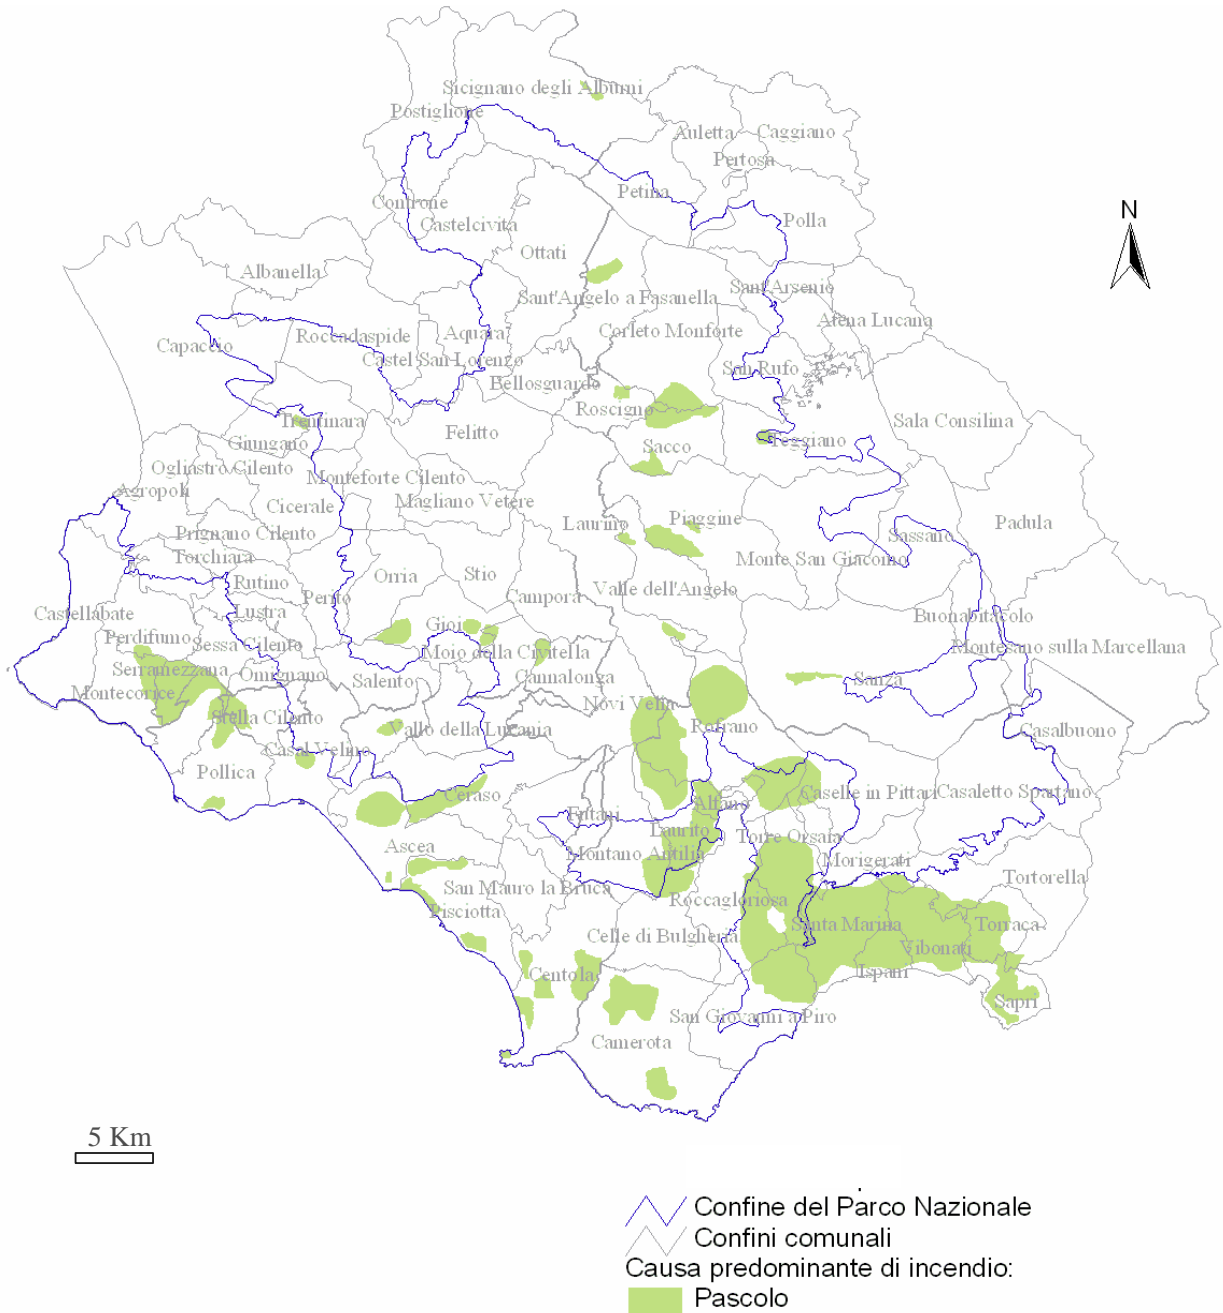 Sicignano degli Alburni
Postiglione
Auletta
Caggiano
Pertosa
Petina
Controne
Castelcivita
Polla
N
Ottati
Albanella
Sant'Angelo a Fasanella
Sant'Arsenio
Corleto Monforte
Atena Lucana
Roccadaspide
Aquara
Capaccio
Castel San Lorenzo
San Rufo
Bellosguardo
Roscigno
Trentinara
Sala Consilina
Giungano
Felitto
Sacco
Teggiano
Ogliastro Cilento
Monteforte Cilento
Agropoli
Cicerale
Magliano Vetere
Laurino
Piaggine
Padula
Prignano Cilento
Sassano
Torchiara
Monte San Giacomo
Rutino
Orria
Stio
Valle dell'Angelo
Perito
Campora
Castellabate
Lustra
Buonabitacolo
Gioi
Perdifumo
Sessa Cilento
Moio della Civitella
Montesano sulla Marcellana
Serramezzana
Omignano
Salento
Cannalonga
Sanza
Montecorice
Novi Velia
Stella Cilento
Vallo della Lucania
Rofrano
Casalbuono
Casal Velino
Pollica
Ceraso
Caselle in Pittari
Casaletto Spartano
Alfano
Futani
Laurito
Torre Orsaia
Ascea
Montano Antilia
Morigerati
San Mauro la Bruca
Tortorella
Roccagloriosa
Pisciotta
Santa Marina
Torraca
Celle di Bulgheria
Vibonati
Centola
Ispani
Sapri
San Giovanni a Piro
Camerota
5 Km
Confine del Parco Nazionale
Confini comunali
Causa predominante di incendio:
Pascolo